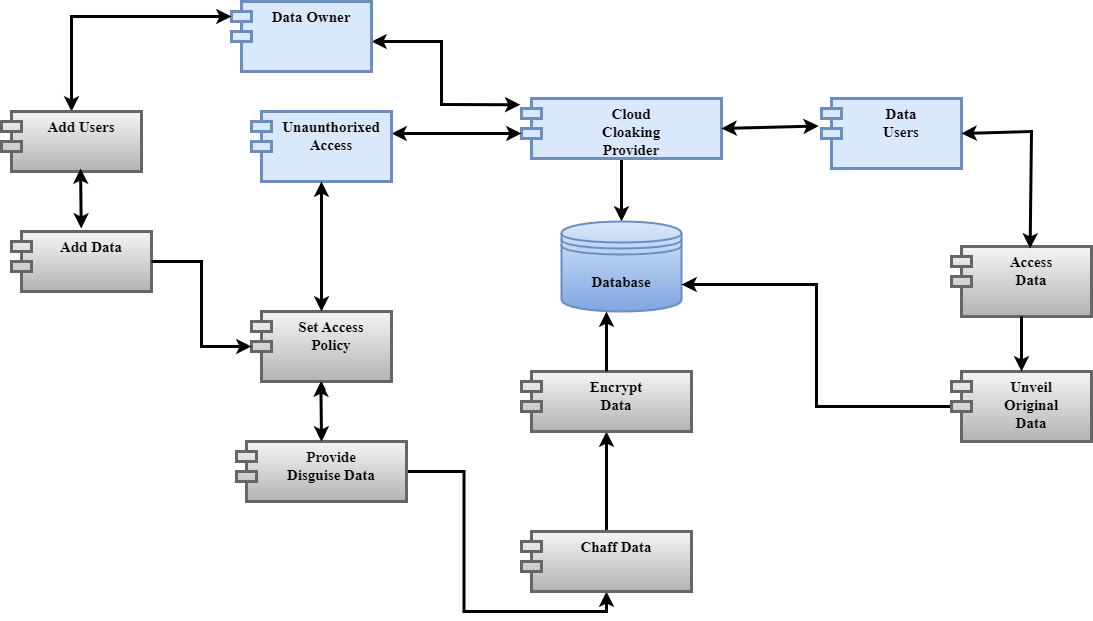 Data Owner
Add Users
Unaunthorixed
Access
Cloud
Cloaking
Provider
Data
Users
Add Data
Database
Access
Data
Set Access
Policy
Encrypt
Data
Unveil
Original
Data
Provide
Disguise Data
Chaff Data